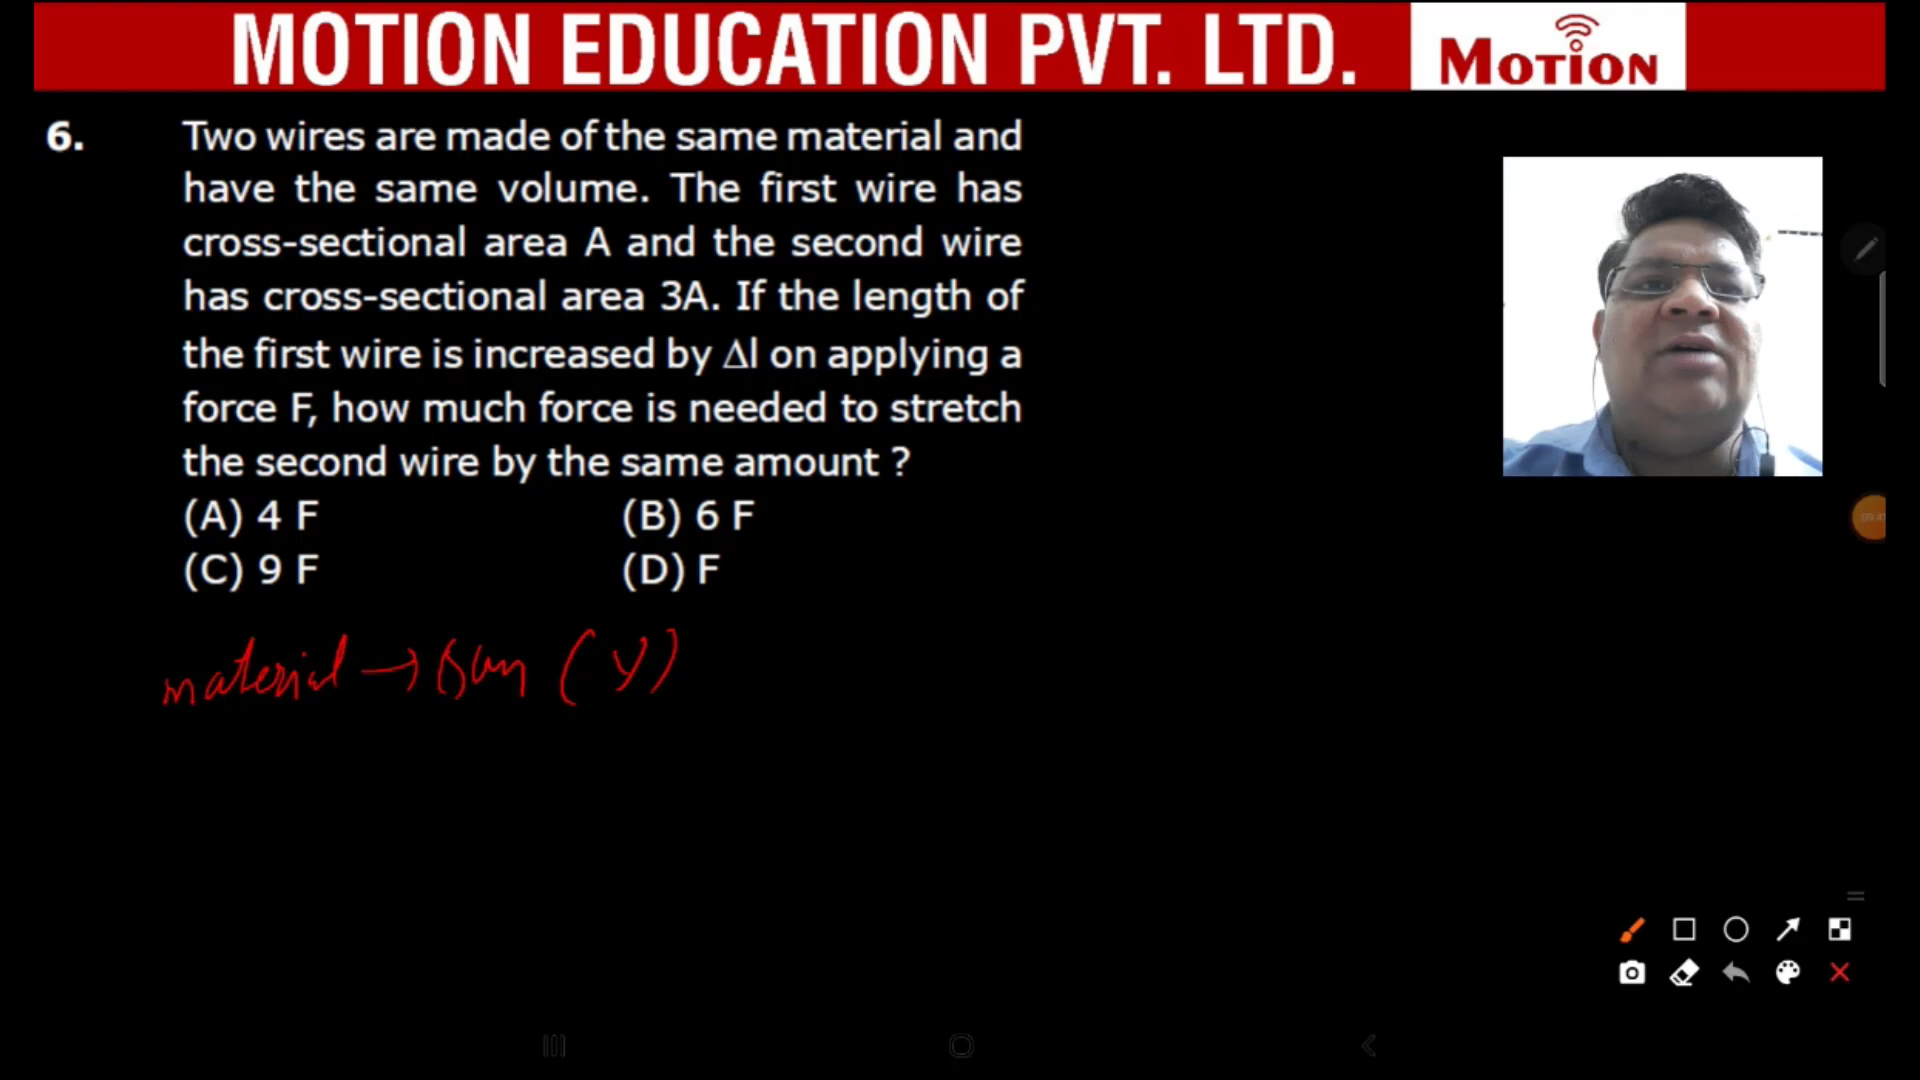 MOTION EDUCATION PVT. LTD.
MOTION
6. Two wires are made of the same material and
have the same volume. The first wire has
cross-sectional area A and the second wire
has cross-sectional area 3A. If the length of
the first wire is increased by Δl on applying a
force F, how much force is needed to stretch
the second wire by the same amount ?
(A) 4 F (B) 6 F
(C) 9 F (D) F
material → (Y)